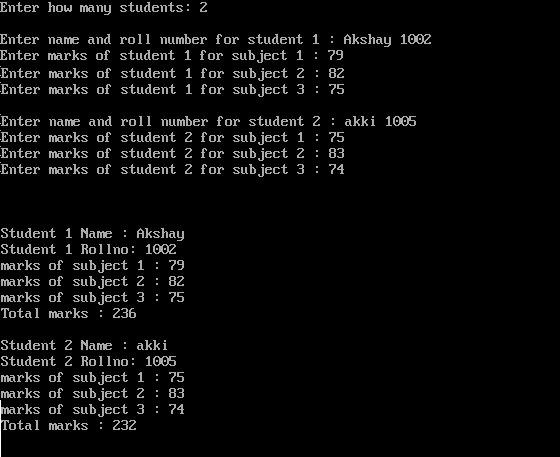 Enter how many students: 2
Enter name and roll number for student 1 : Akshay 1002
Enter marks of student 1 for subject 1 : 79
Enter marks of student 1 for subject 2 : 82
Enter marks of student 1 for subject 3 : 75
Enter name and roll number for student 2 : akki 1005
Enter marks of student 2 for subject 1 : 75
Enter marks of student 2 for subject 2 : 83
Enter marks of student 2 for subject 3 : 74
Student 1 Name : Akshay
Student 1 Rollno: 1002
marks of subject 1 : 79
marks of subject 2 : 82
marks of subject 3 : 75
Total marks : 236
Student 2 Name : akki
Student 2 Rollno: 1005
marks of subject 1 : 75
marks of subject 2 : 83
marks of subject 3 : 74
Total marks : 232